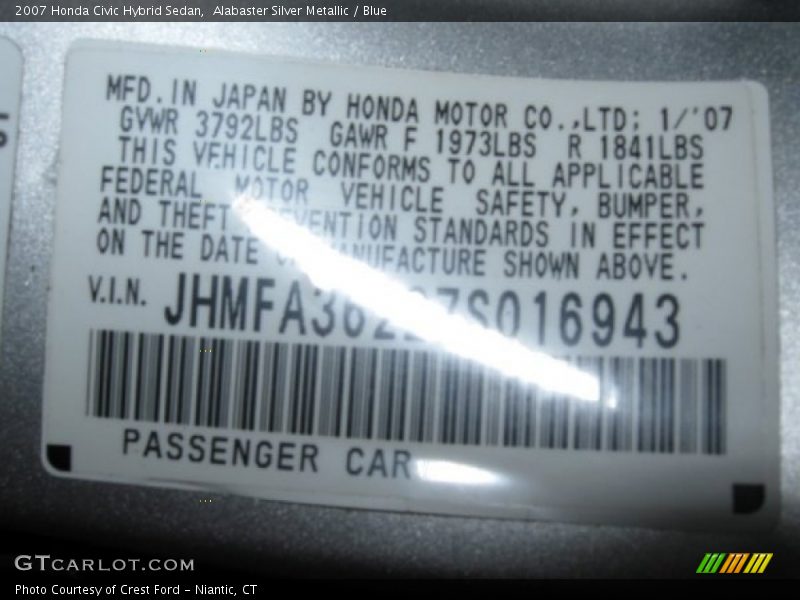 2007 Honda Civic Hybrid Sedan,  Alabaster Silver Metallic / Blue
MFD. IN JAPAN BY HONDA MOTOR CO.,LTD; 1/'07
GVWR 3792LBS GAWR F 1973LBS R 1841LBS
THIS VEHICLE CONFORMS TO ALL APPLICABLE
FEDERAL MOTOR VEHICLE SAFETY, BUMPER,
AND THEFT STANDARDS IN EFFECT
ON THE DATE SHOWN ABOVE.
V.I.N.
PASSENGER CAR
GTCARLOT.COM
Photo Courtesy of Crest Ford - Niantic, CT